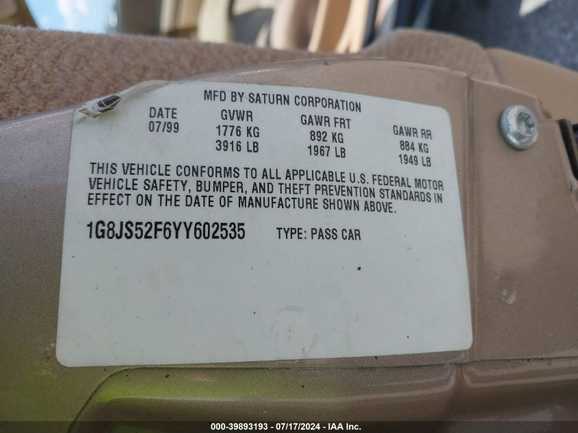 MFD BY SATURN CORPORATION
DATE GVWR GAWR FRT GAWR RR
07/99 1776 KG 892 KG 884 KG
3916 LB 1967 LB 1949 LB
THIS VEHICLE CONFORMS TO ALL APPLICABLE U.S. FEDERAL MOTOR
VEHICLE SAFETY, BUMPER, AND THEFT PREVENTION STANDARDS IN
EFFECT ON THE DATE OF MANUFACTURE SHOWN ABOVE.
1G8JS52F6YY602535 TYPE: PASS CAR
000-39893193 - 07/17/2024 - IAA Inc.